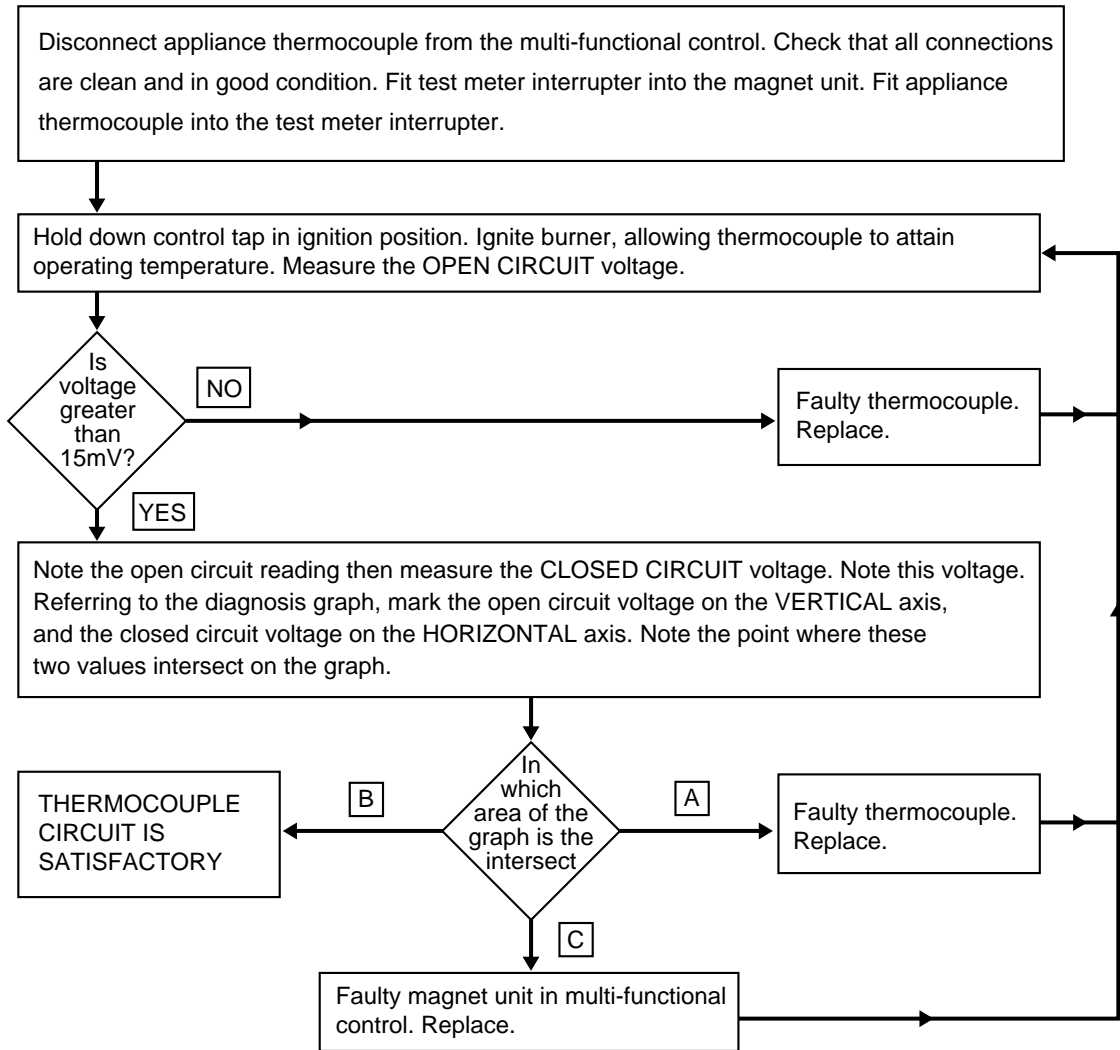 Disconnect appliance thermocouple from the multi-functional control. Check that all connections
are clean and in good condition. Fit test meter interrupter into the magnet unit. Fit appliance
thermocouple into the test meter interrupter.
Hold down control tap in ignition position. Ignite burner, allowing thermocouple to attain
operating temperature. Measure the OPEN CIRCUIT voltage.
Is
voltage
greater
than
15mV?
NO
Faulty thermocouple.
Replace.
YES
Note the open circuit reading then measure the CLOSED CIRCUIT voltage. Note this voltage.
Referring to the diagnosis graph, mark the open circuit voltage on the VERTICAL axis,
and the closed circuit voltage on the HORIZONTAL axis. Note the point where these
two values intersect on the graph.
In
which
area of the
graph is the
intersect
B
THERMOCOUPLE
CIRCUIT IS
SATISFACTORY
A
Faulty thermocouple.
Replace.
C
Faulty magnet unit in multi-functional
control. Replace.